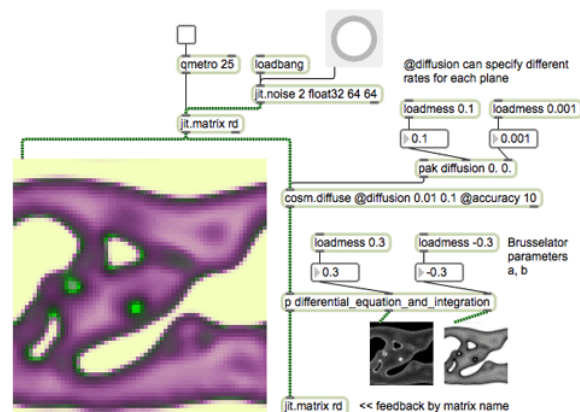 qmetro 25
loadbang
@diffusion can specify different
rates for each plane
jit.noise 2 float32 64 64
loadmess 0.1
loadmess 0.001
jit.matrix rd
0.1
0.001
pak diffusion 0. 0.
cosm.diffuse @diffusion 0.01 0.1 @accuracy 10
loadmess 0.3
loadmess -0.3
Brusselator
parameters
a, b
0.3
-0.3
p differential_equation_and_integration
jit.matrix rd
<< feedback by matrix name